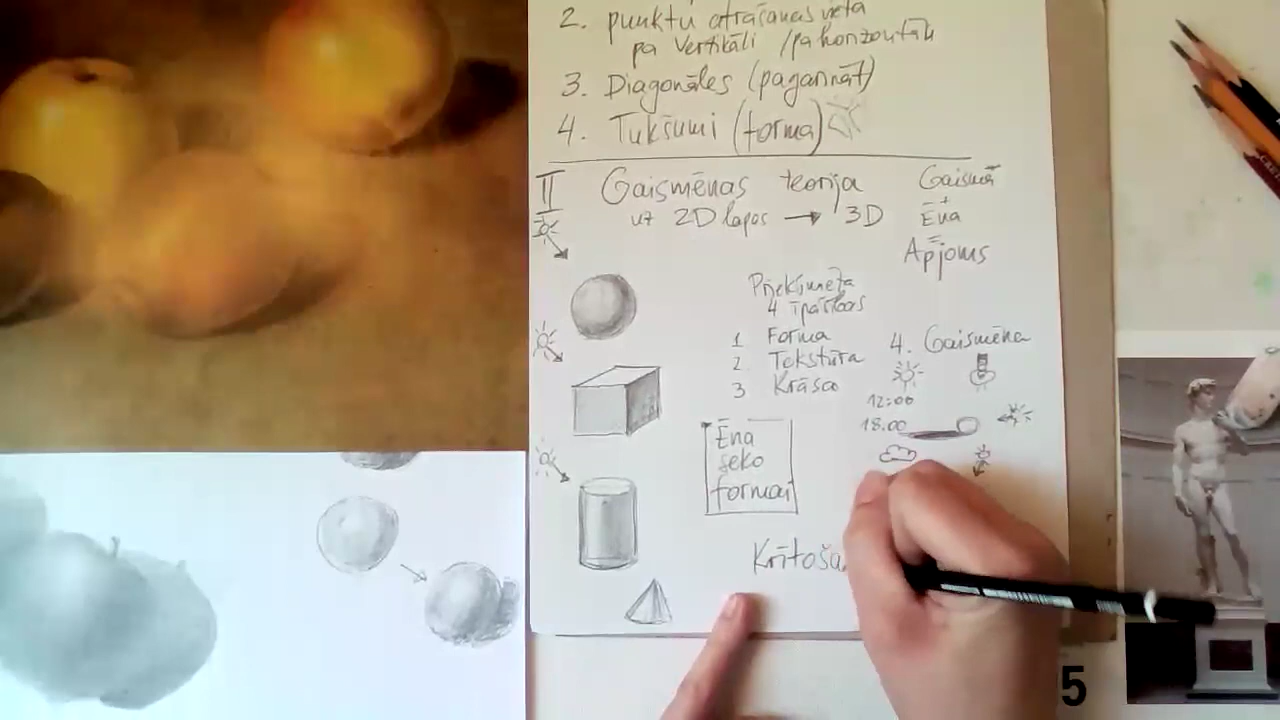 2. punktu atrašanās vieta
pa vertikāli / pa horizontāli
3. Diagonāles (pagarināt)
4. Tukšumi (forma)
II Gaismēnas teorija
uz 2D lapas → 3D
Gaisma
+
Ēna
=
Apjoms
Priekšmeta
4 īpašības
1 Forma
2 Tekstūra
3 Krāsa
4. Gaismēna
12:00
18.00
Ēna
seko
formai
Krītoša
5